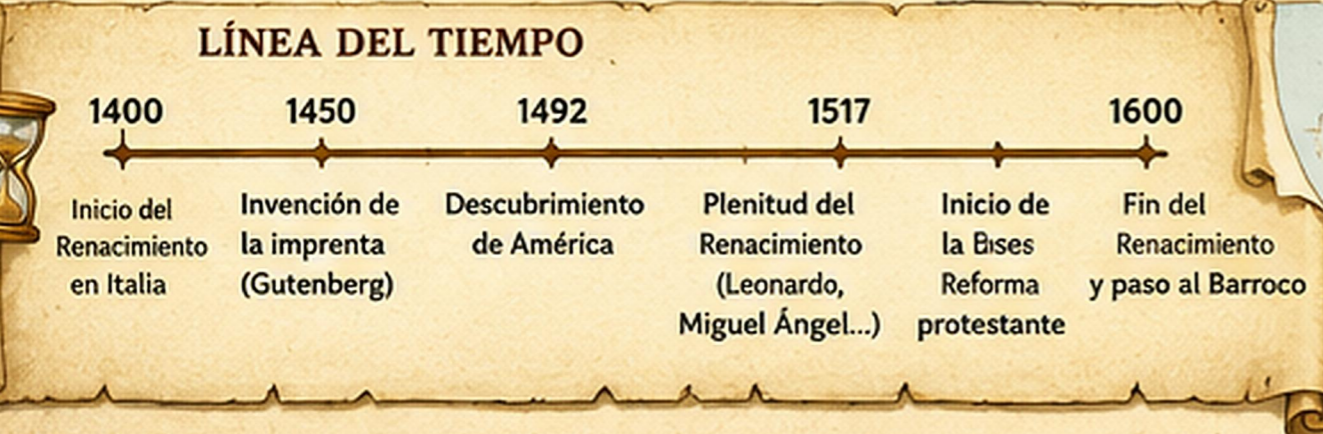 LÍNEA DEL TIEMPO
1400
Inicio del
Renacimiento
en Italia
1450
Invención de
la imprenta
(Gutenberg)
1492
Descubrimiento
de América
1517
Plenitud del
Renacimiento
(Leonardo,
Miguel Ángel...)
Inicio de
la Bıses
Reforma
protestante
1600
Fin del
Renacimiento
y paso al Barroco